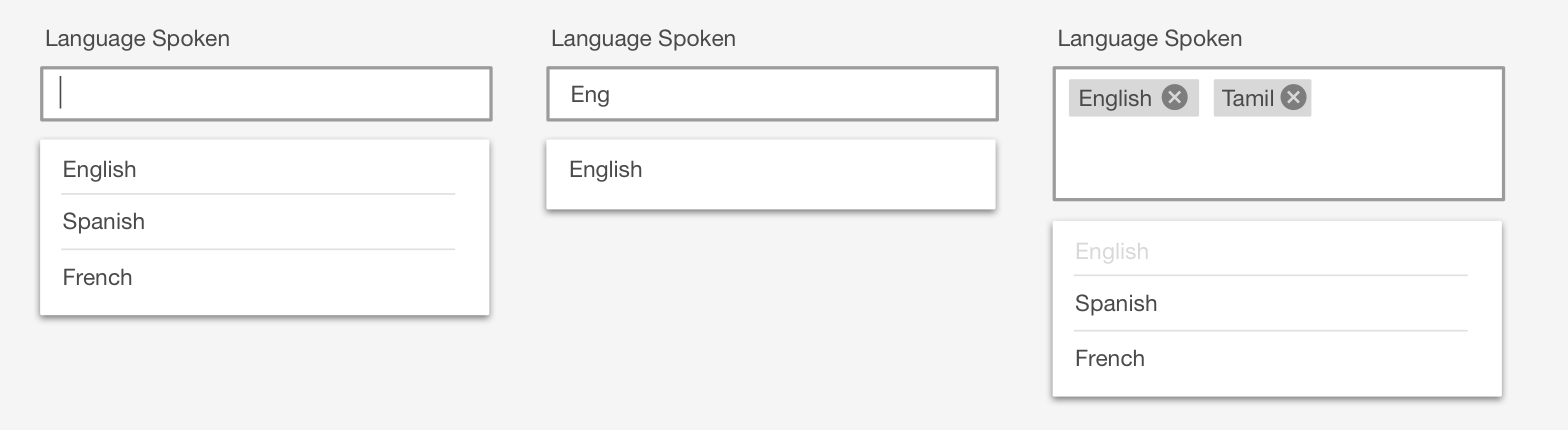 Language Spoken
English
Spanish
French
Language Spoken
Eng
English
Language Spoken
English Tamil
English
Spanish
French